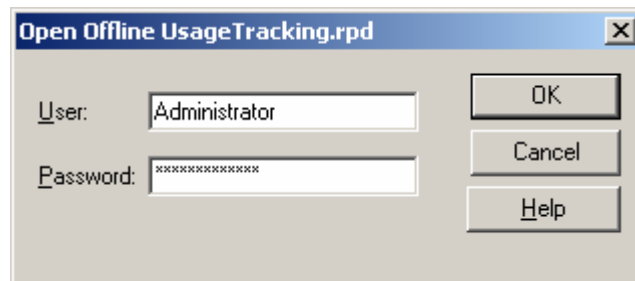 Open Offline UsageTracking.rpd
User: Administrator OK
Cancel
Password: *************
Help